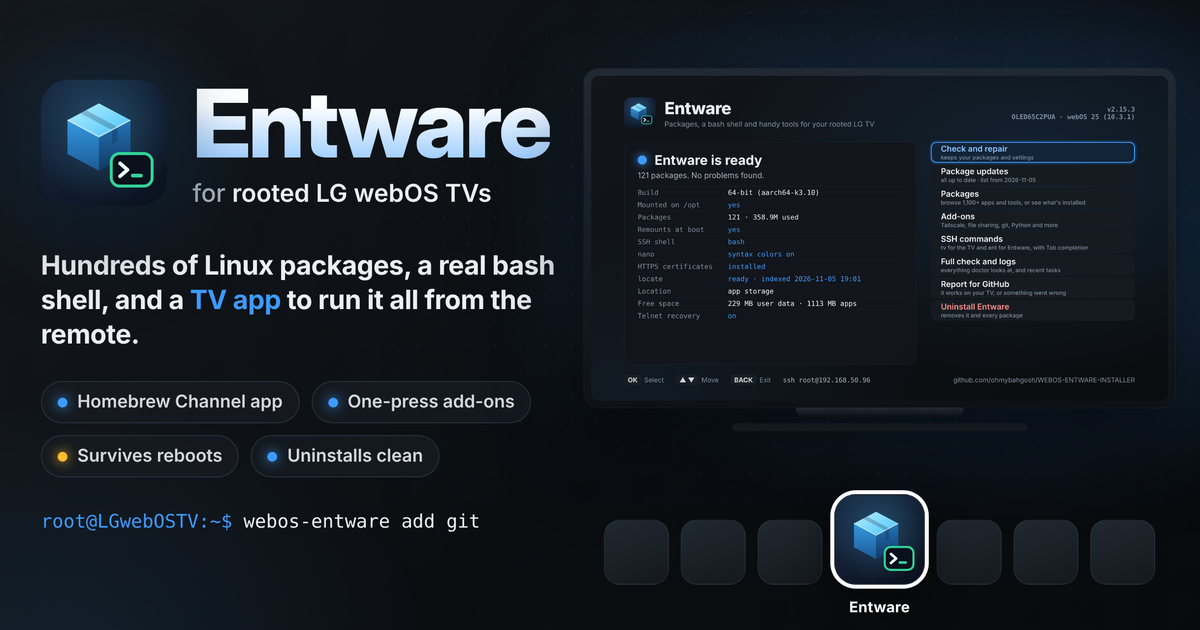 Entware
for rooted LG webOS TVs
Hundreds of Linux packages, a real bash
shell, and a TV app to run it all from the
remote.
Homebrew Channel app
One-press add-ons
Survives reboots
Uninstalls clean
root@LGwebOSTV:~$ webos-entware add git
Entware
Packages, a bash shell and handy tools for your rooted LG TV
v2.15.3
OLED65C2PUA · webOS 25 (10.3.1)
Entware is ready
121 packages. No problems found.
Build 64-bit (aarch64-k3.10)
Mounted on /opt yes
Packages 121 · 358.9M used
Remounts at boot yes
SSH shell bash
nano syntax colors on
HTTPS certificates installed
locate ready · indexed 2026-11-05 19:01
Location app storage
Free space 229 MB user data · 1113 MB apps
Telnet recovery on
Check and repair
keeps your packages and settings
Package updates
all up to date · list from 2026-11-05
Packages
browse 1,100+ apps and tools, or see what's installed
Add-ons
Tailscale, file sharing, git, Python and more
SSH commands
tv for the TV and ent for Entware, with Tab completion
Full check and logs
everything doctor looks at, and recent tasks
Report for GitHub
it works on your TV, or something went wrong
Uninstall Entware
removes it and every package
OK Select ▲▼ Move BACK Exit ssh root@192.168.50.96
github.com/ohmybahgosh/WEBOS-ENTWARE-INSTALLER
Entware